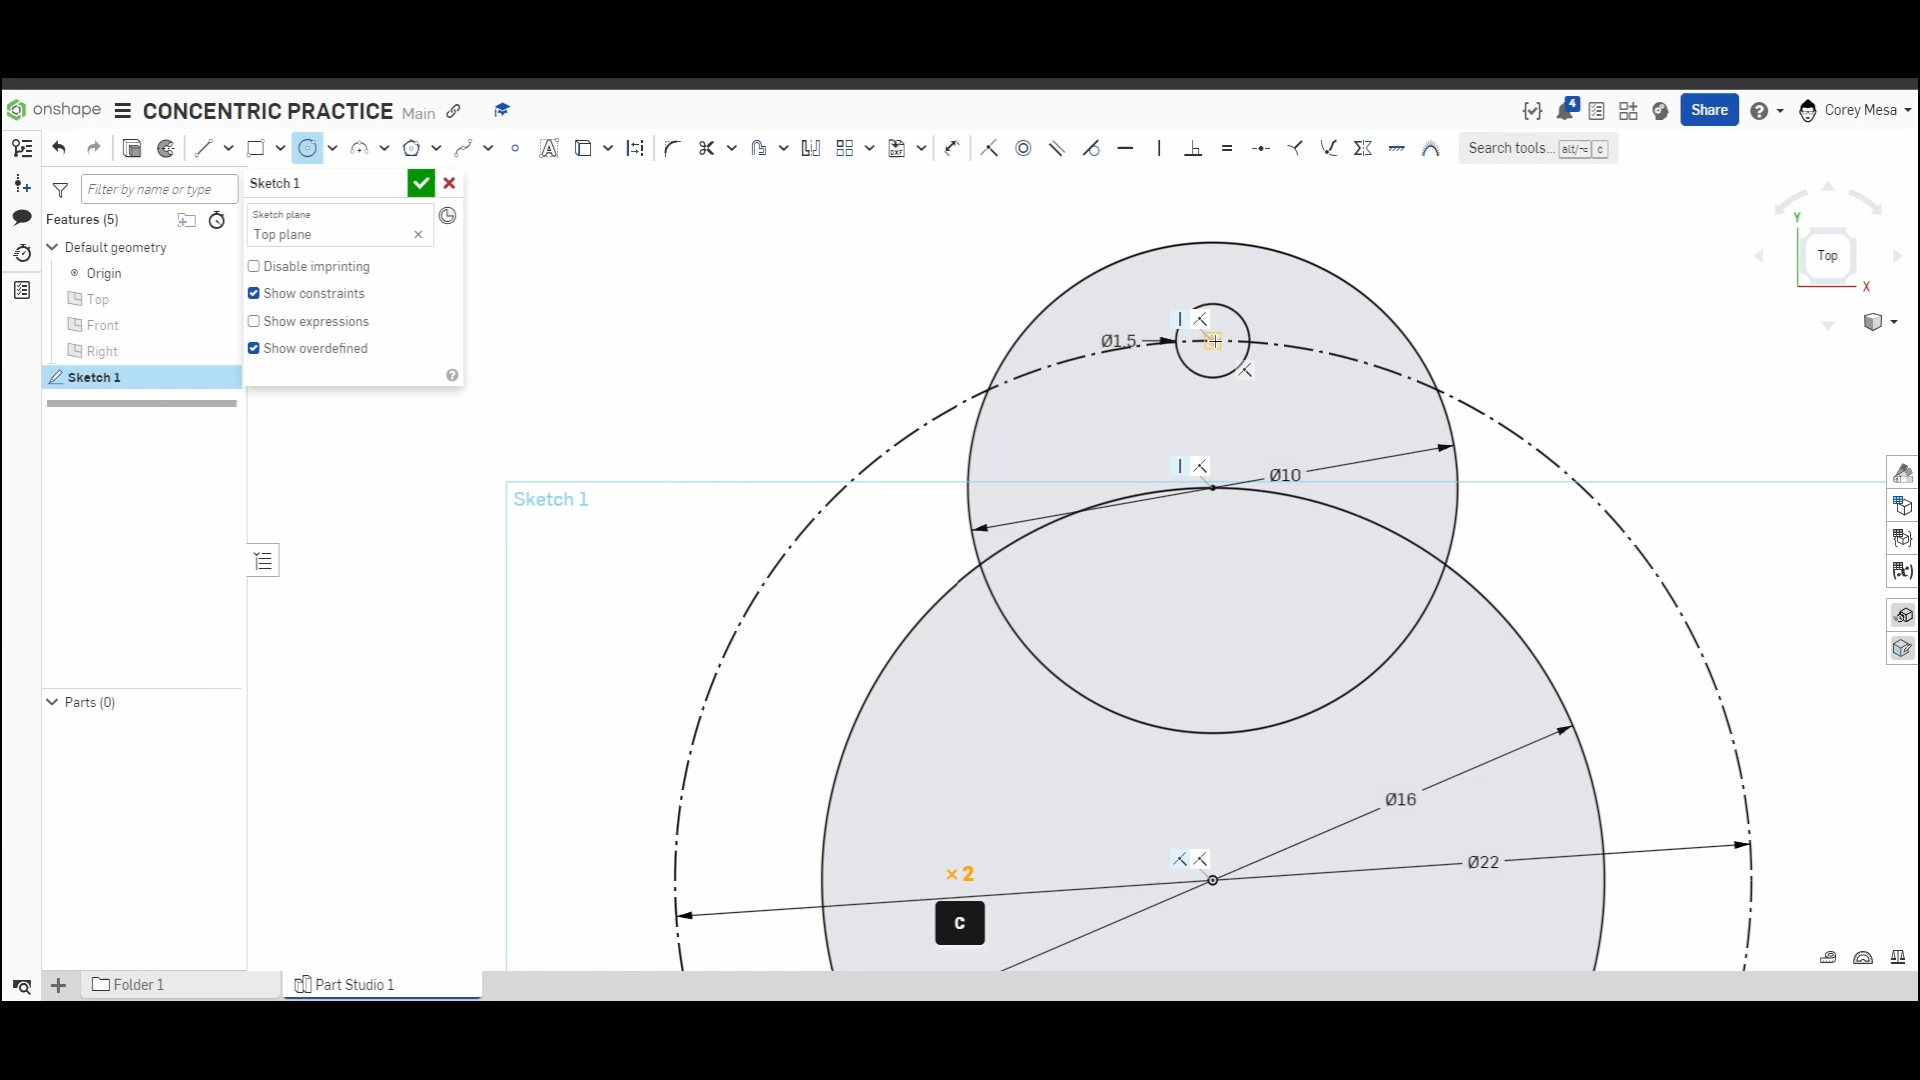 onshape CONCENTRIC PRACTICE Main 4 Share Corey Mesa
Search tools... alt/⌥ c
Filter by name or type
Features (5)
Default geometry
Origin
Top
Front
Right
Sketch 1
Parts (0)
Sketch 1
Sketch plane
Top plane
Disable imprinting
Show constraints
Show expressions
Show overdefined
Sketch 1
Ø1.5
Ø10
Ø16
Ø22
× 2
C
Y
Top
X
(x)
Folder 1
Part Studio 1